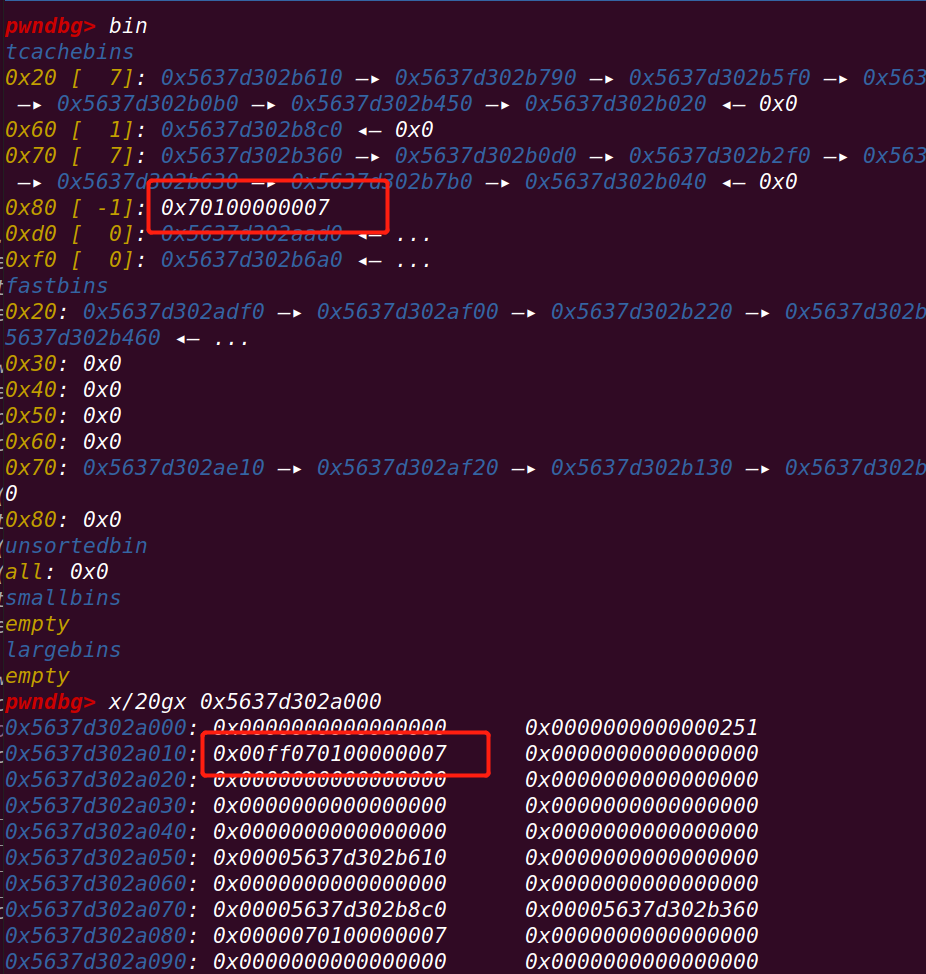 pwndbg> bin
tcachebins
0x20 [  7]: 0x5637d302b610 —▸ 0x5637d302b790 —▸ 0x5637d302b5f0 —▸ 0x563
—▸ 0x5637d302b0b0 —▸ 0x5637d302b450 —▸ 0x5637d302b020 ◂— 0x0
0x60 [  1]: 0x5637d302b8c0 ◂— 0x0
0x70 [  7]: 0x5637d302b360 —▸ 0x5637d302b0d0 —▸ 0x5637d302b2f0 —▸ 0x563
—▸ 0x5637d302b630 —▸ 0x5637d302b7b0 —▸ 0x5637d302b040 ◂— 0x0
0x80 [ -1]: 0x70100000007
0xd0 [  0]: 0x5637d302aad0 ◂— ...
0xf0 [  0]: 0x5637d302b6a0 ◂— ...
fastbins
0x20: 0x5637d302adf0 —▸ 0x5637d302af00 —▸ 0x5637d302b220 —▸ 0x5637d302b
5637d302b460 ◂— ...
0x30: 0x0
0x40: 0x0
0x50: 0x0
0x60: 0x0
0x70: 0x5637d302ae10 —▸ 0x5637d302af20 —▸ 0x5637d302b130 —▸ 0x5637d302b
0
0x80: 0x0
unsortedbin
all: 0x0
smallbins
empty
largebins
empty
pwndbg> x/20gx 0x5637d302a000
0x5637d302a000: 0x0000000000000000 0x0000000000000251
0x5637d302a010: 0x00ff070100000007 0x0000000000000000
0x5637d302a020: 0x0000000000000000 0x0000000000000000
0x5637d302a030: 0x0000000000000000 0x0000000000000000
0x5637d302a040: 0x0000000000000000 0x0000000000000000
0x5637d302a050: 0x00005637d302b610 0x0000000000000000
0x5637d302a060: 0x0000000000000000 0x0000000000000000
0x5637d302a070: 0x00005637d302b8c0 0x00005637d302b360
0x5637d302a080: 0x0000070100000007 0x0000000000000000
0x5637d302a090: 0x0000000000000000 0x0000000000000000